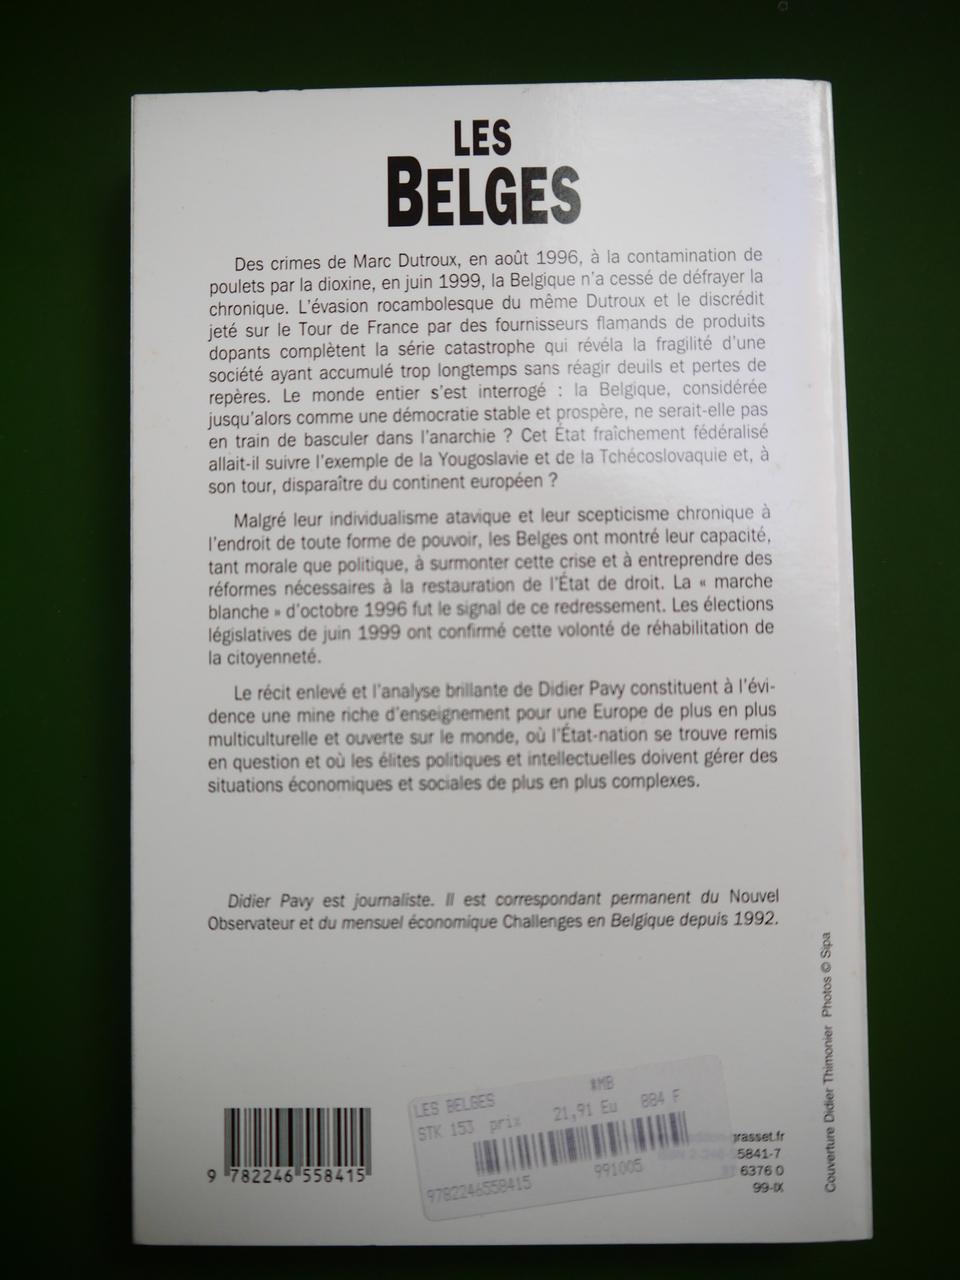 LES
BELGES
Des crimes de Marc Dutroux, en août 1996, à la contamination de
poulets par la dioxine, en juin 1999, la Belgique n'a cessé de défrayer la
chronique. L'évasion rocambolesque du même Dutroux et le discrédit
jeté sur le Tour de France par des fournisseurs flamands de produits
dopants complètent la série catastrophe qui révéla la fragilité d'une
société ayant accumulé trop longtemps sans réagir deuils et pertes de
repères. Le monde entier s'est interrogé : la Belgique, considérée
jusqu'alors comme une démocratie stable et prospère, ne serait-elle pas
en train de basculer dans l'anarchie ? Cet État fraîchement fédéralisé
allait-il suivre l'exemple de la Yougoslavie et de la Tchécoslovaquie et, à
son tour, disparaître du continent européen ?
Malgré leur individualisme atavique et leur scepticisme chronique à
l'endroit de toute forme de pouvoir, les Belges ont montré leur capacité,
tant morale que politique, à surmonter cette crise et à entreprendre des
réformes nécessaires à la restauration de l'État de droit. La « marche
blanche » d'octobre 1996 fut le signal de ce redressement. Les élections
législatives de juin 1999 ont confirmé cette volonté de réhabilitation de
la citoyenneté.
Le récit enlevé et l'analyse brillante de Didier Pavy constituent à l'évi-
dence une mine riche d'enseignement pour une Europe de plus en plus
multiculturelle et ouverte sur le monde, où l'État-nation se trouve remis
en question et où les élites politiques et intellectuelles doivent gérer des
situations économiques et sociales de plus en plus complexes.
Didier Pavy est journaliste. Il est correspondant permanent du Nouvel
Observateur et du mensuel économique Challenges en Belgique depuis 1992.
Couverture Didier Thimonier Photos © Sipa
9 782246 558415
*MB
LES BELGES
STK 153 prix 21,91 Eu 884 F
9782246558415 991005
rasset.fr
5841-7
6376 0
99-IX